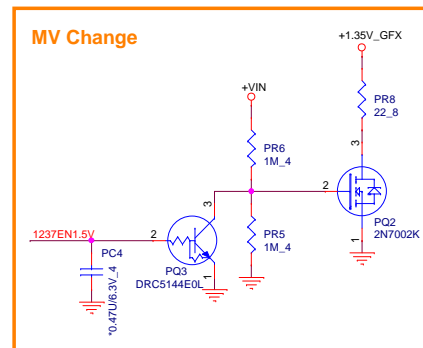 MV Change
+1.35V_GFX
+VIN
PR8
22_8
PR6
1M_4
3
3
2
2
1237EN1.5V
PR5
1M_4
PQ2
2N7002K
PC4
*0.47U/6.3V_4
PQ3
DRC5144E0L
1
1